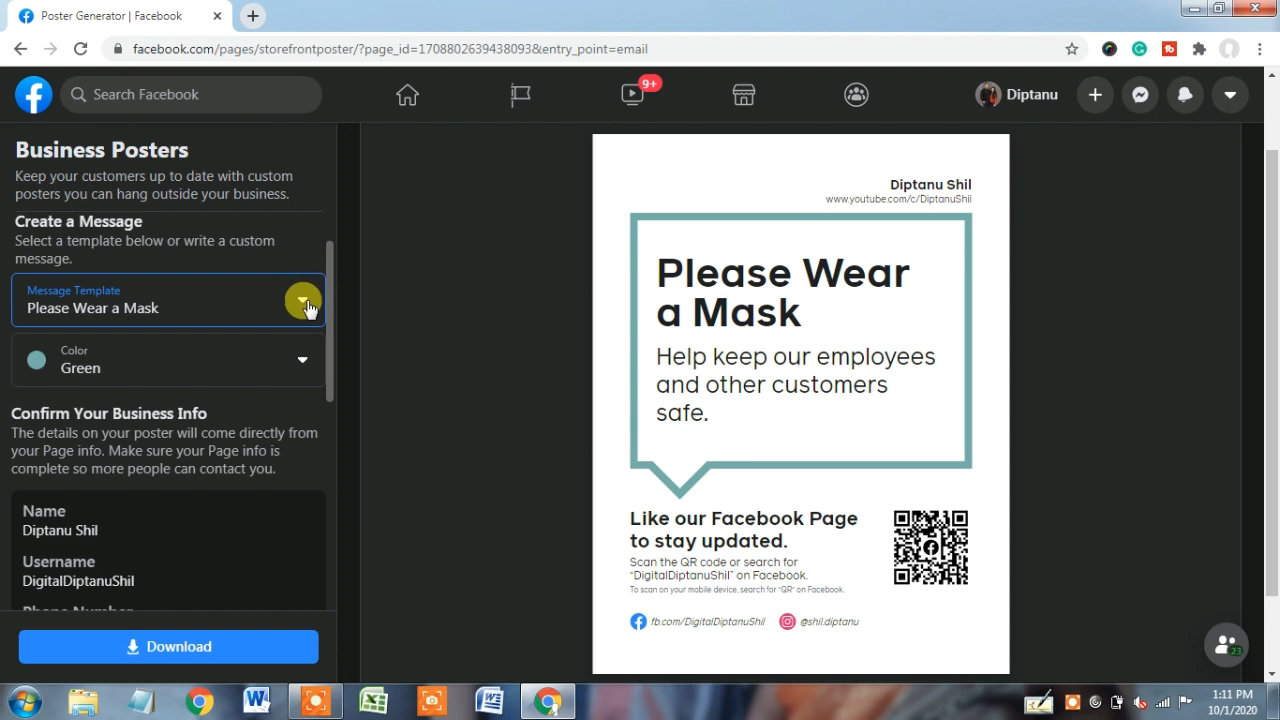 Poster Generator | Facebook
facebook.com/pages/storefrontposter/?page_id=1708802639438093&entry_point=email
Search Facebook
9+
Diptanu
Business Posters
Keep your customers up to date with custom
posters you can hang outside your business.
Create a Message
Select a template below or write a custom
message.
Message Template
Please Wear a Mask
Color
Green
Confirm Your Business Info
The details on your poster will come directly from
your Page info. Make sure your Page info is
complete so more people can contact you.
Name
Diptanu Shil
Username
DigitalDiptanuShil
Phone Number
Download
Diptanu Shil
www.youtube.com/c/DiptanuShil
Please Wear
a Mask
Help keep our employees
and other customers
safe.
Like our Facebook Page
to stay updated.
Scan the QR code or search for
“DigitalDiptanuShil” on Facebook.
To scan on your mobile device, search for “QR” on Facebook.
fb.com/DigitalDiptanuShil
@shil.diptanu
23
1:11 PM
10/1/2020